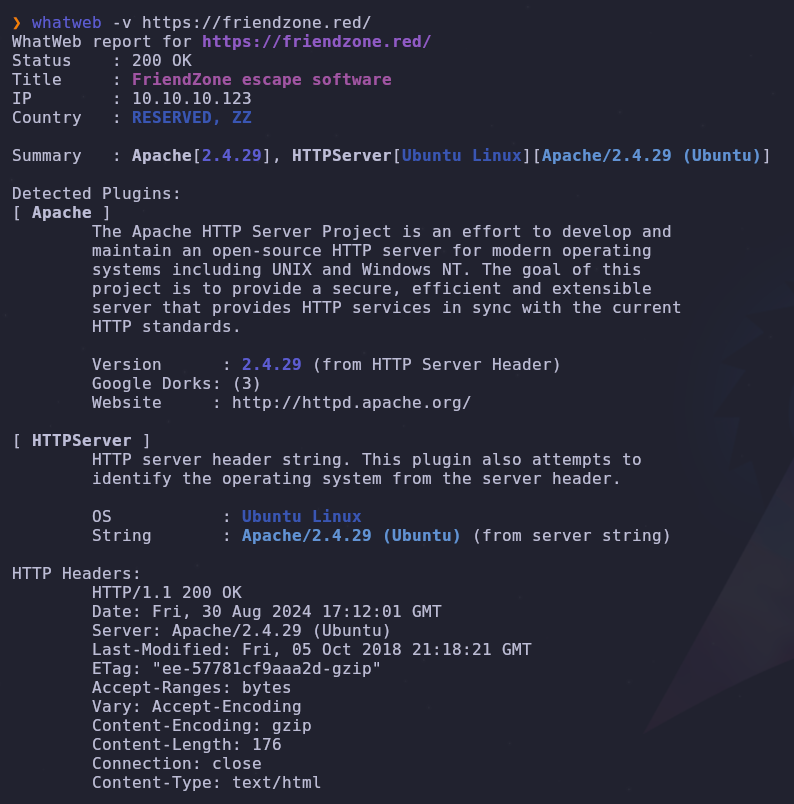 ❯ whatweb -v https://friendzone.red/
WhatWeb report for https://friendzone.red/
Status    : 200 OK
Title     : FriendZone escape software
IP        : 10.10.10.123
Country   : RESERVED, ZZ

Summary   : Apache[2.4.29], HTTPServer[Ubuntu Linux][Apache/2.4.29 (Ubuntu)]

Detected Plugins:
[ Apache ]
        The Apache HTTP Server Project is an effort to develop and
        maintain an open-source HTTP server for modern operating
        systems including UNIX and Windows NT. The goal of this
        project is to provide a secure, efficient and extensible
        server that provides HTTP services in sync with the current
        HTTP standards.

        Version      : 2.4.29 (from HTTP Server Header)
        Google Dorks: (3)
        Website     : http://httpd.apache.org/

[ HTTPServer ]
        HTTP server header string. This plugin also attempts to
        identify the operating system from the server header.

        OS           : Ubuntu Linux
        String       : Apache/2.4.29 (Ubuntu) (from server string)

HTTP Headers:
        HTTP/1.1 200 OK
        Date: Fri, 30 Aug 2024 17:12:01 GMT
        Server: Apache/2.4.29 (Ubuntu)
        Last-Modified: Fri, 05 Oct 2018 21:18:21 GMT
        ETag: "ee-57781cf9aaa2d-gzip"
        Accept-Ranges: bytes
        Vary: Accept-Encoding
        Content-Encoding: gzip
        Content-Length: 176
        Connection: close
        Content-Type: text/html